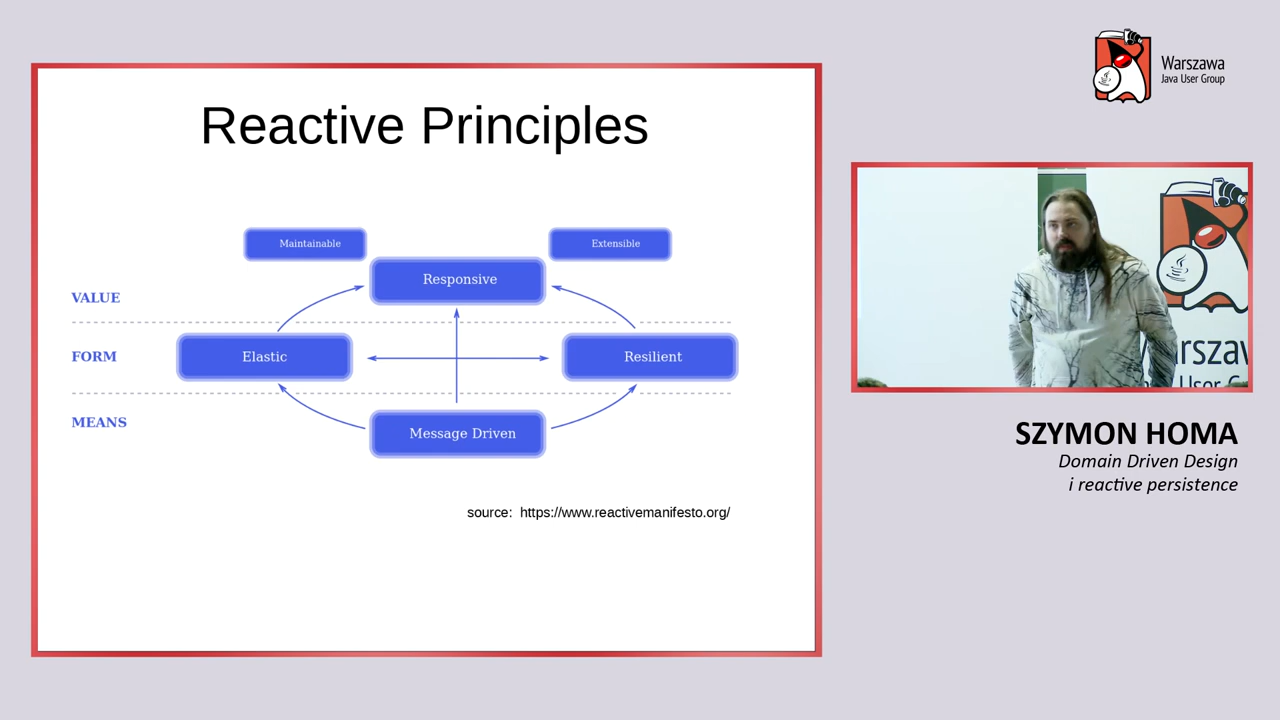 Reactive Principles
Maintainable
Extensible
Responsive
VALUE
FORM
Elastic
Resilient
MEANS
Message Driven
source: https://www.reactivemanifesto.org/
Warszawa
Java User Group
SZYMON HOMA
Domain Driven Design
i reactive persistence